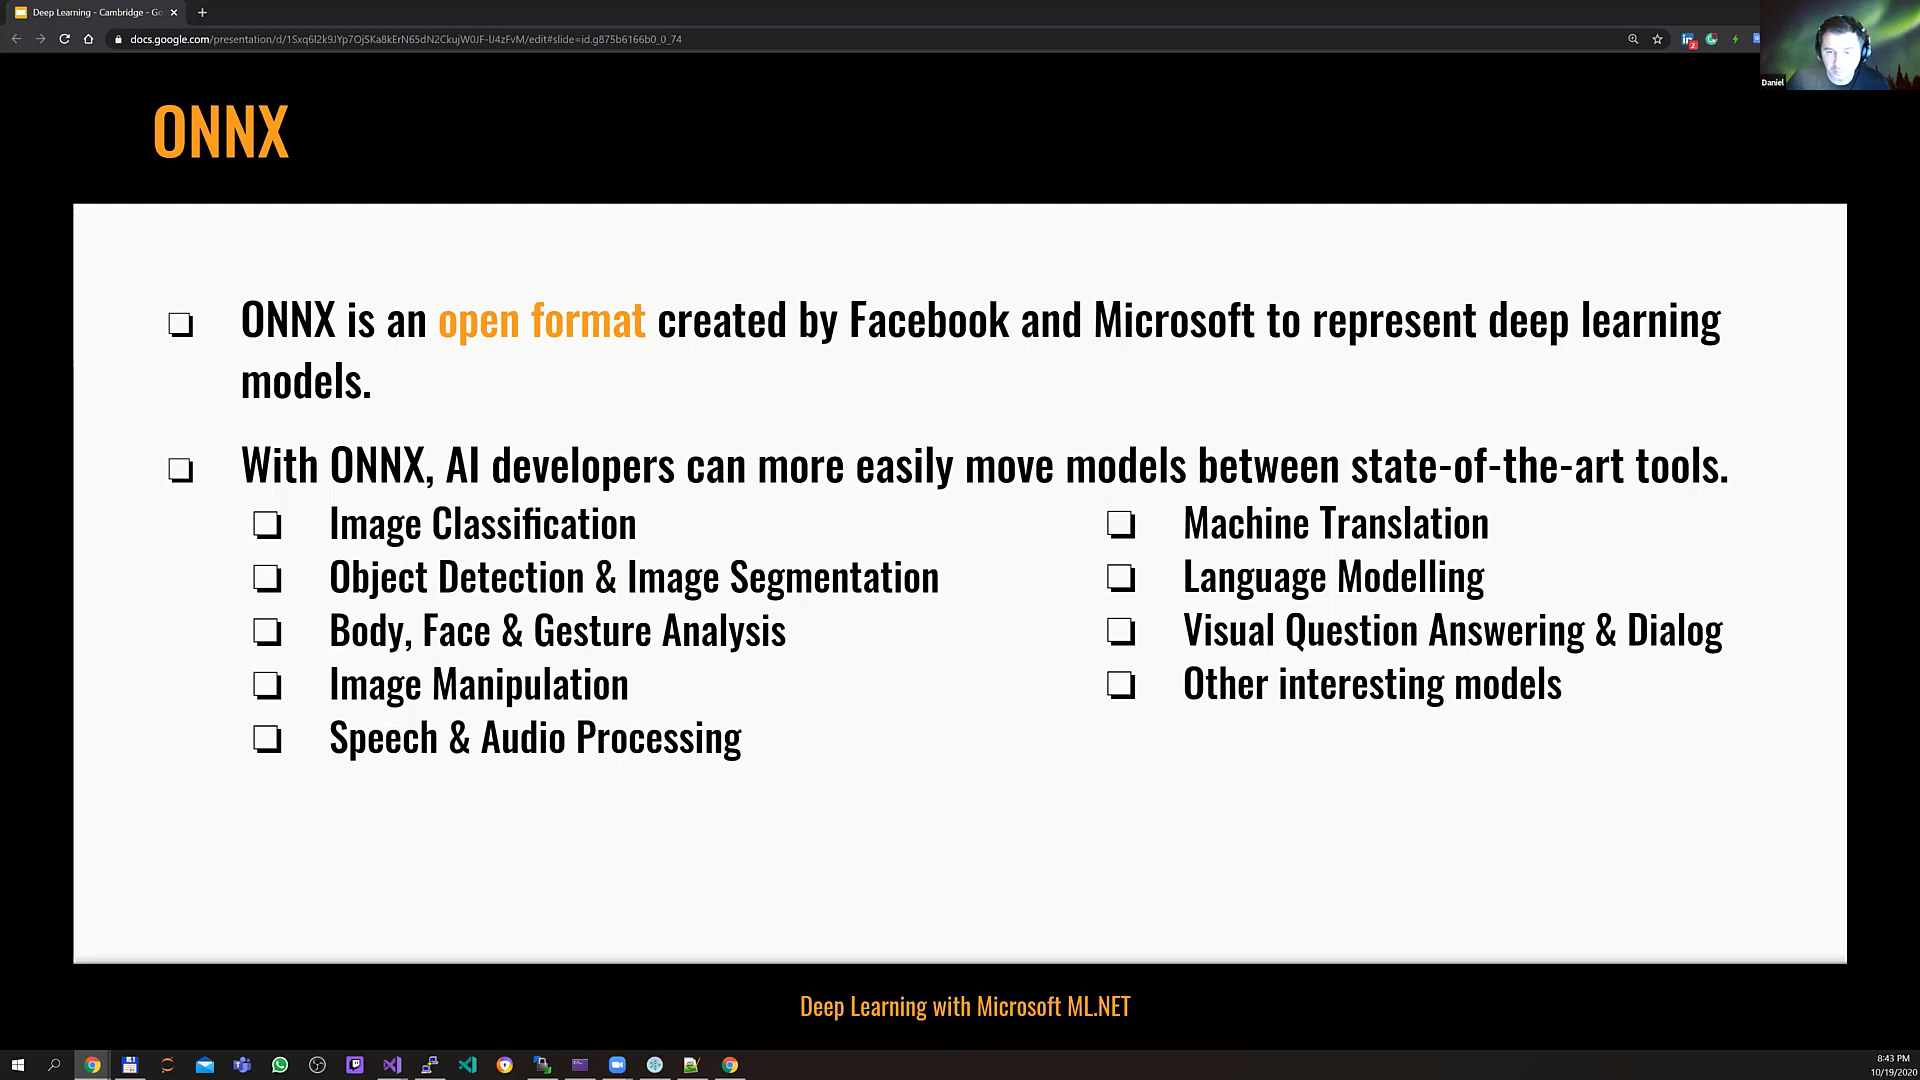 Deep Learning - Cambridge - Go
docs.google.com/presentation/d/1Sxq6l2k9JYp7OjSKa8kErN65dN2CkujW0JF-lJ4zFvM/edit#slide=id.g875b6166b0_0_74
Daniel
ONNX
ONNX is an open format created by Facebook and Microsoft to represent deep learning
models.
With ONNX, AI developers can more easily move models between state-of-the-art tools.
Image Classification
Object Detection & Image Segmentation
Body, Face & Gesture Analysis
Image Manipulation
Speech & Audio Processing
Machine Translation
Language Modelling
Visual Question Answering & Dialog
Other interesting models
Deep Learning with Microsoft ML.NET
8:43 PM
10/19/2020